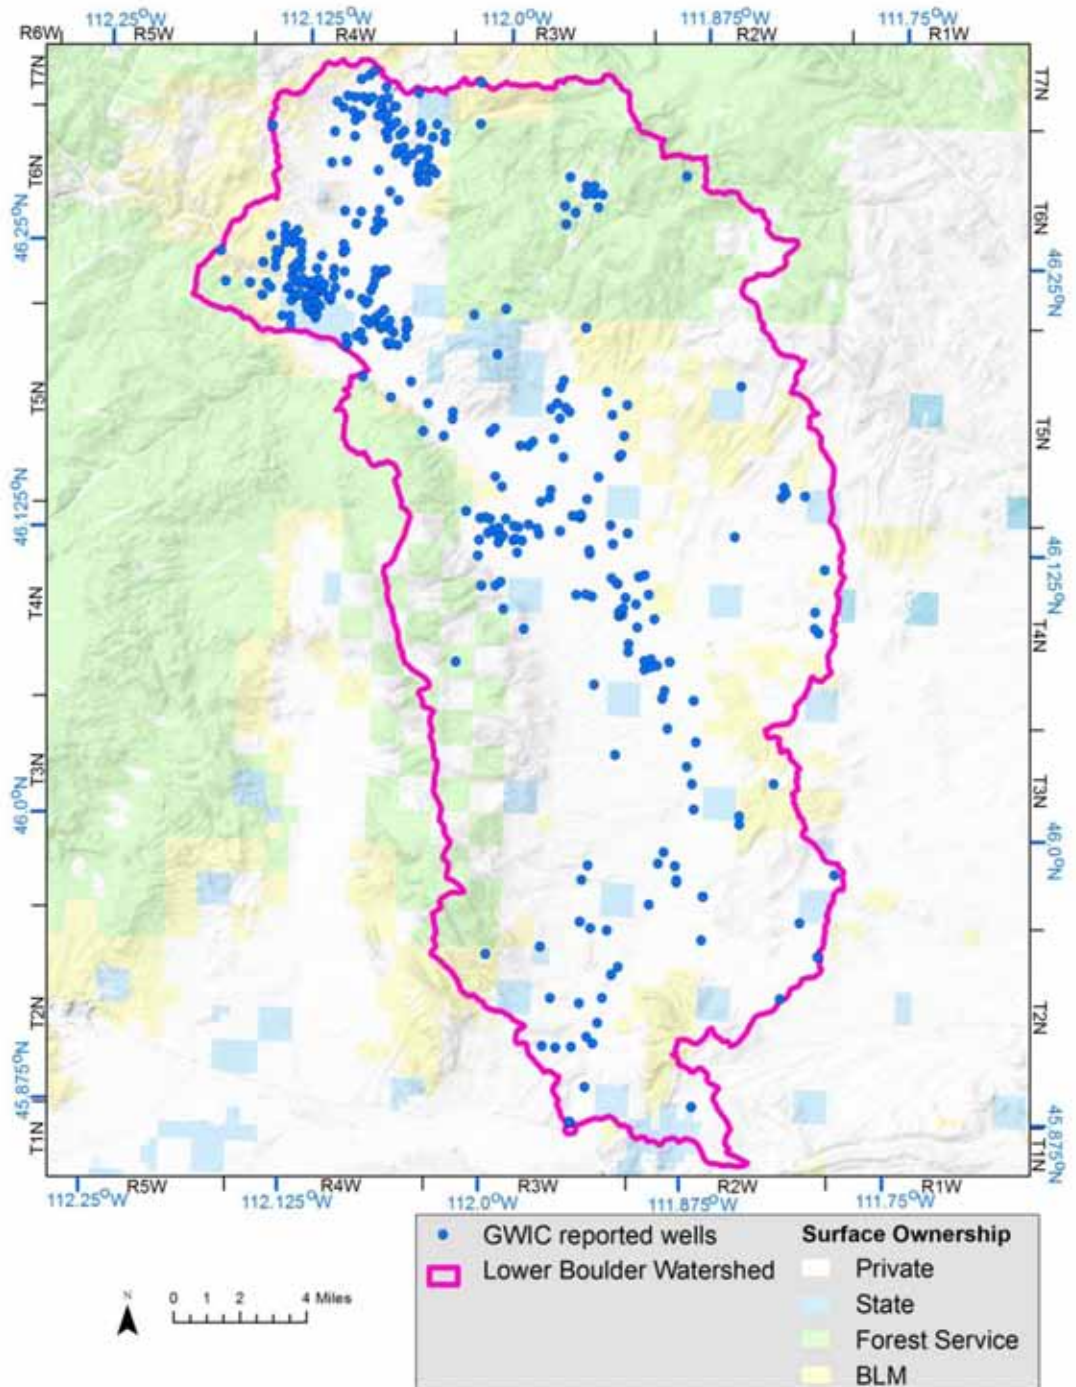 112.25°W 112.125°W 112.0°W 111.875°W 111.75°W
R6W R5W R4W R3W R2W R1W
T7N T7N
T6N T6N
46.25°N 46.25°N
T5N T5N
46.125°N 46.125°N
T4N T4N
T3N T3N
46.0°N 46.0°N
T2N T2N
45.875°N 45.875°N
T1N T1N
R5W R4W R3W R2W R1W
112.25°W 112.125°W 112.0°W 111.875°W 111.75°W
GWIC reported wells
Lower Boulder Watershed
Surface Ownership
Private
State
Forest Service
BLM
N
0 1 2 4 Miles